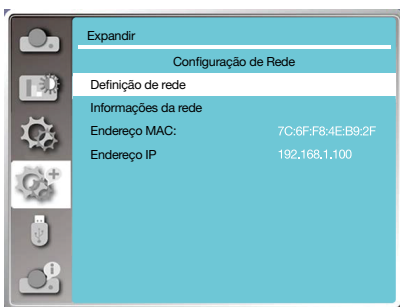 Expandir
Configuração de Rede
Definição de rede
Informações da rede
Endereço MAC: 7C:6F:F8:4E:B9:2F
Endereço IP 192.168.1.100